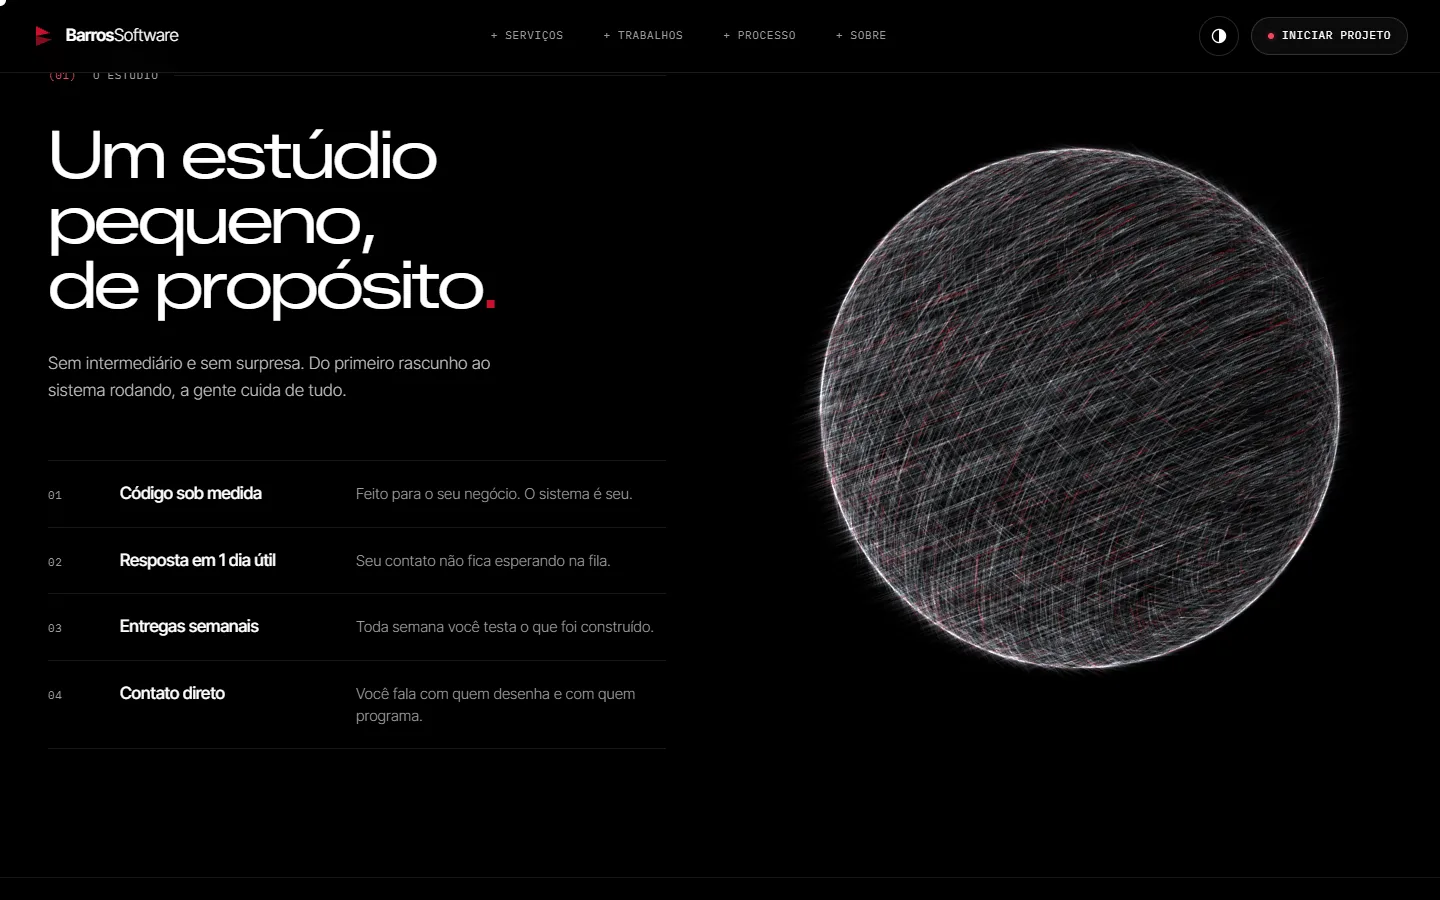 BarrosSoftware
+ SERVIÇOS
+ TRABALHOS
+ PROCESSO
+ SOBRE
INICIAR PROJETO
(01) O ESTÚDIO
Um estúdio
pequeno,
de propósito.
Sem intermediário e sem surpresa. Do primeiro rascunho ao
sistema rodando, a gente cuida de tudo.
01 Código sob medida Feito para o seu negócio. O sistema é seu.
02 Resposta em 1 dia útil Seu contato não fica esperando na fila.
03 Entregas semanais Toda semana você testa o que foi construído.
04 Contato direto Você fala com quem desenha e com quem
programa.